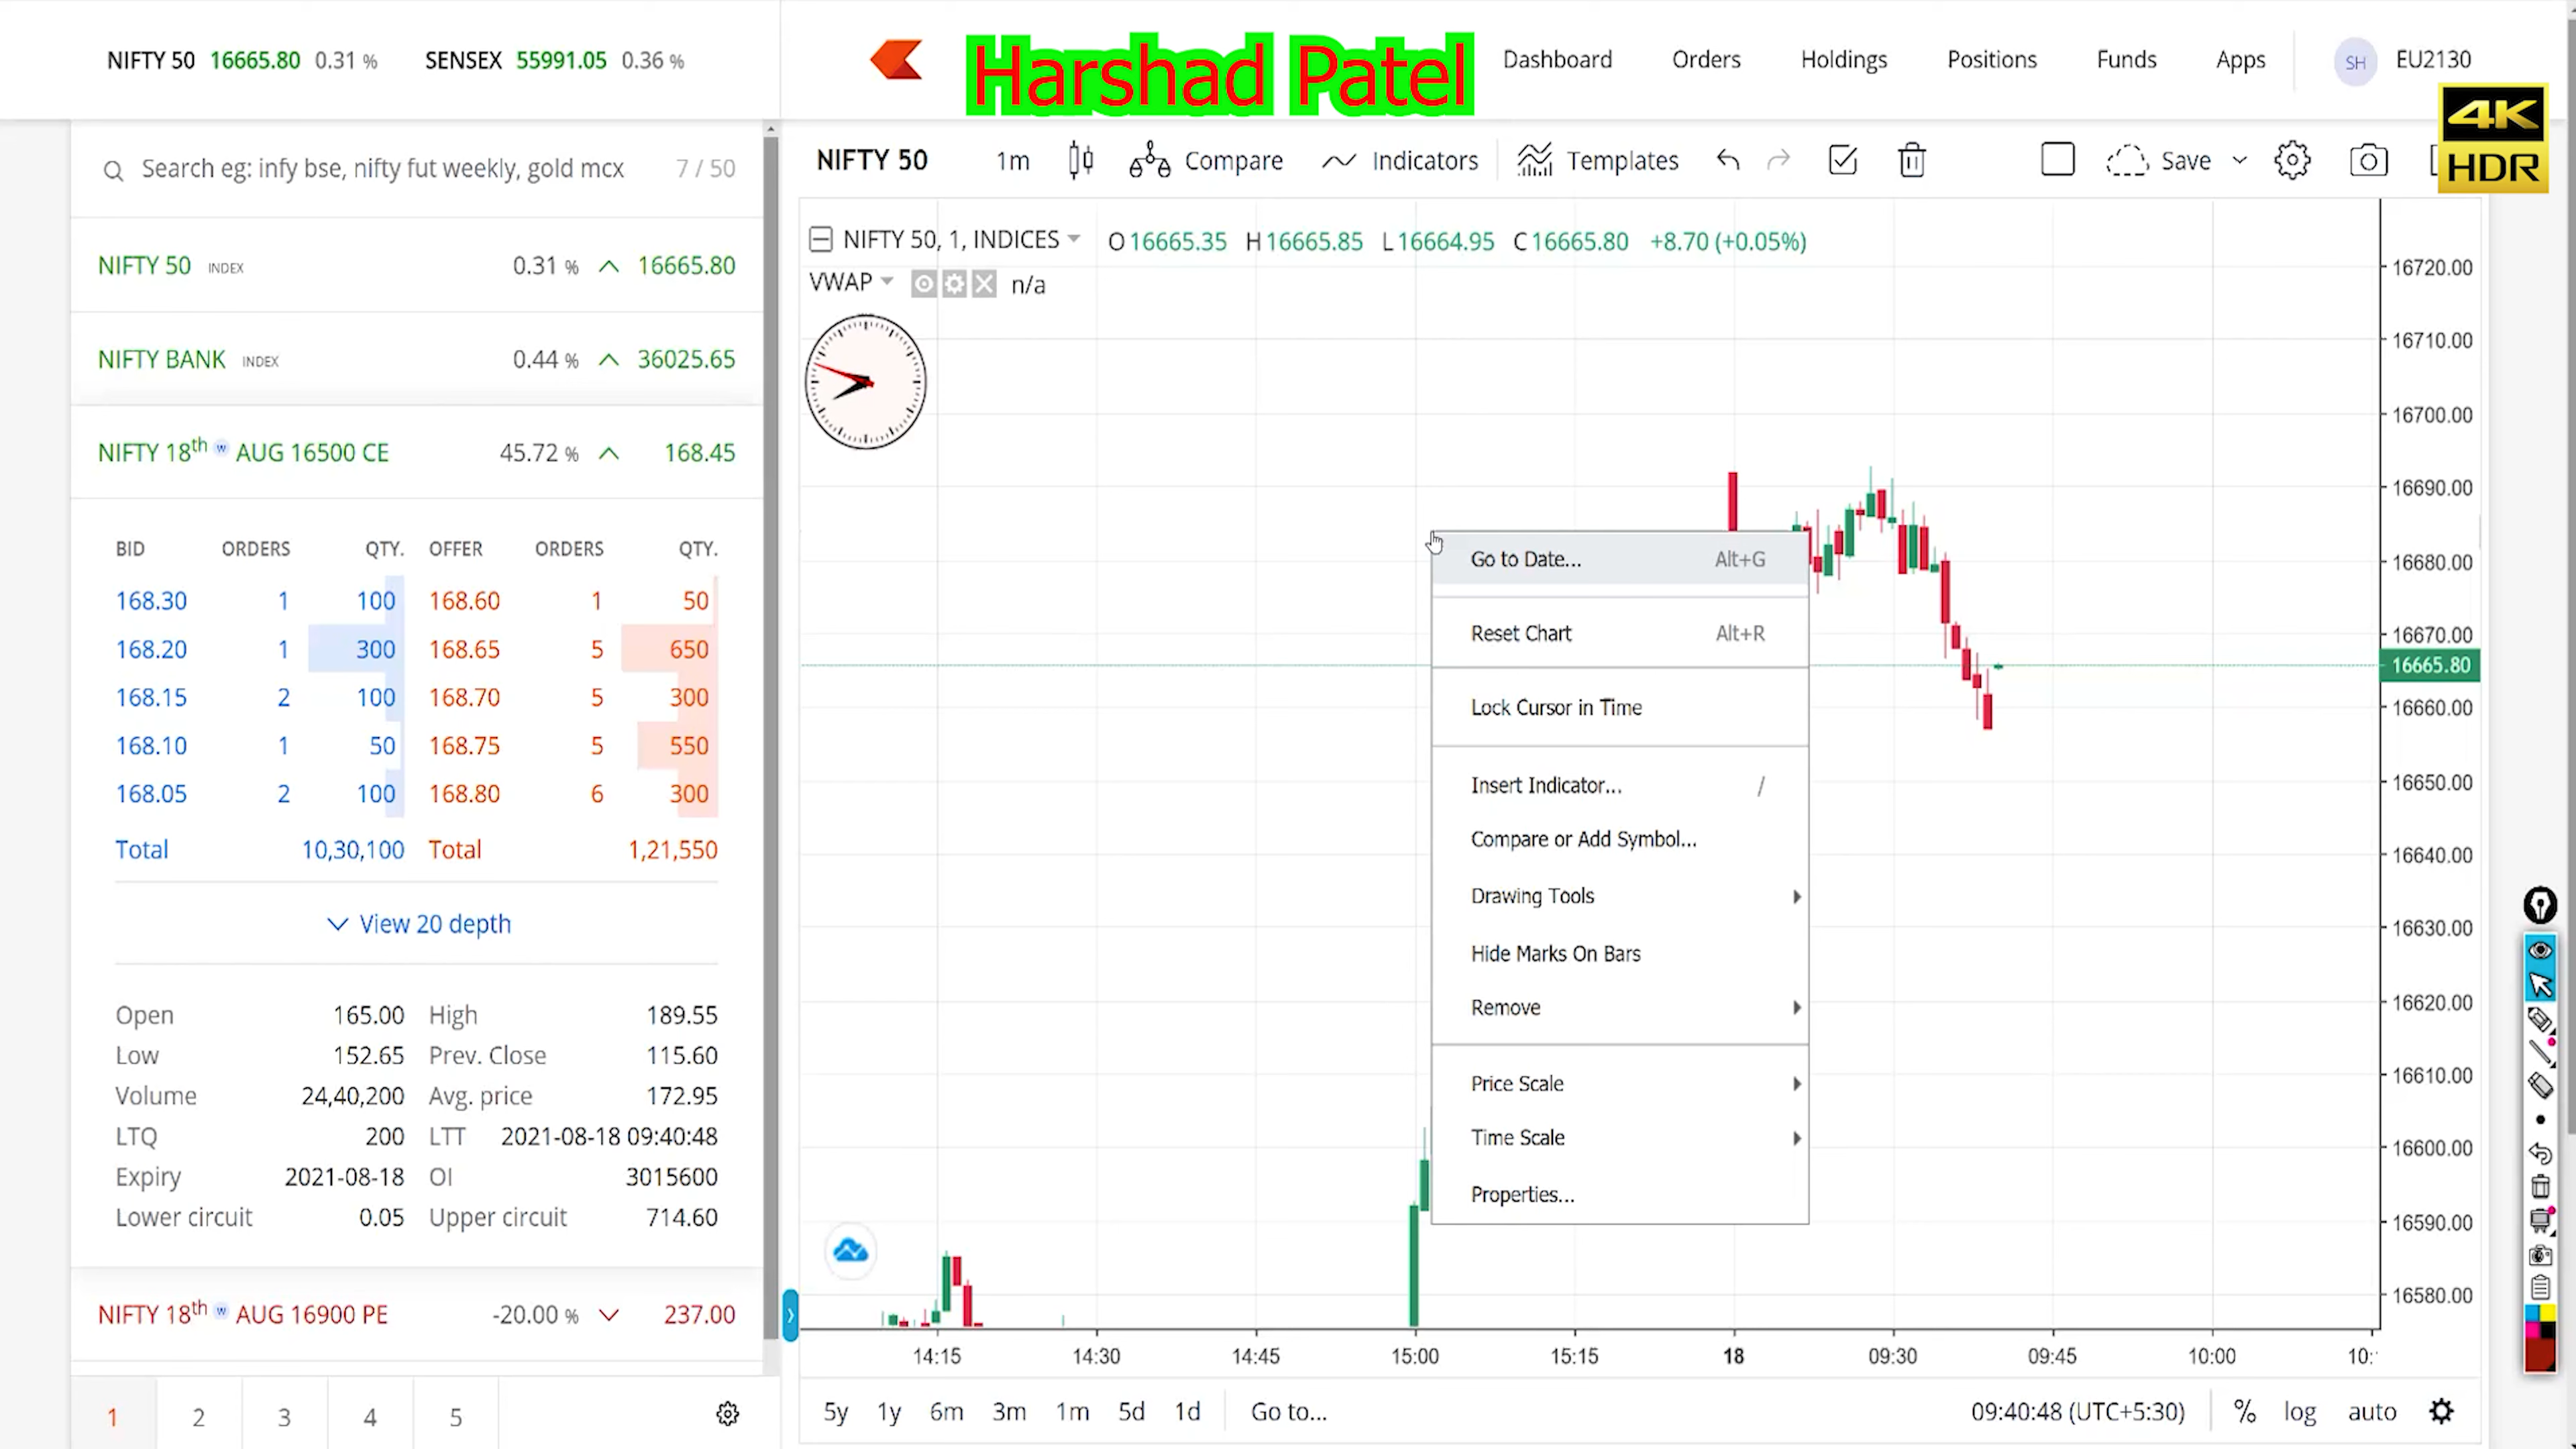 NIFTY 50 16665.80 0.31 % SENSEX 55991.05 0.36 %
Harshad Patel
Dashboard Orders Holdings Positions Funds Apps SH EU2130
4K
HDR
Search eg: infy bse, nifty fut weekly, gold mcx 7 / 50
NIFTY 50 INDEX 0.31 % 16665.80
NIFTY BANK INDEX 0.44 % 36025.65
NIFTY 18th w AUG 16500 CE 45.72 % 168.45
BID ORDERS QTY. OFFER ORDERS QTY.
168.30 1 100 168.60 1 50
168.20 1 300 168.65 5 650
168.15 2 100 168.70 5 300
168.10 1 50 168.75 5 550
168.05 2 100 168.80 6 300
Total 10,30,100 Total 1,21,550
View 20 depth
Open 165.00 High 189.55
Low 152.65 Prev. Close 115.60
Volume 24,40,200 Avg. price 172.95
LTQ 200 LTT 2021-08-18 09:40:48
Expiry 2021-08-18 OI 3015600
Lower circuit 0.05 Upper circuit 714.60
NIFTY 18th w AUG 16900 PE -20.00 % 237.00
1 2 3 4 5
NIFTY 50 1m Compare Indicators Templates Save
NIFTY 50, 1, INDICES O 16665.35 H 16665.85 L 16664.95 C 16665.80 +8.70 (+0.05%)
VWAP n/a
Go to Date... Alt+G
Reset Chart Alt+R
Lock Cursor in Time
Insert Indicator... /
Compare or Add Symbol...
Drawing Tools
Hide Marks On Bars
Remove
Price Scale
Time Scale
Properties...
16720.00
16710.00
16700.00
16690.00
16680.00
16670.00
16665.80
16660.00
16650.00
16640.00
16630.00
16620.00
16610.00
16600.00
16590.00
16580.00
14:15 14:30 14:45 15:00 15:15 18 09:30 09:45 10:00 10:
5y 1y 6m 3m 1m 5d 1d Go to... 09:40:48 (UTC+5:30) % log auto